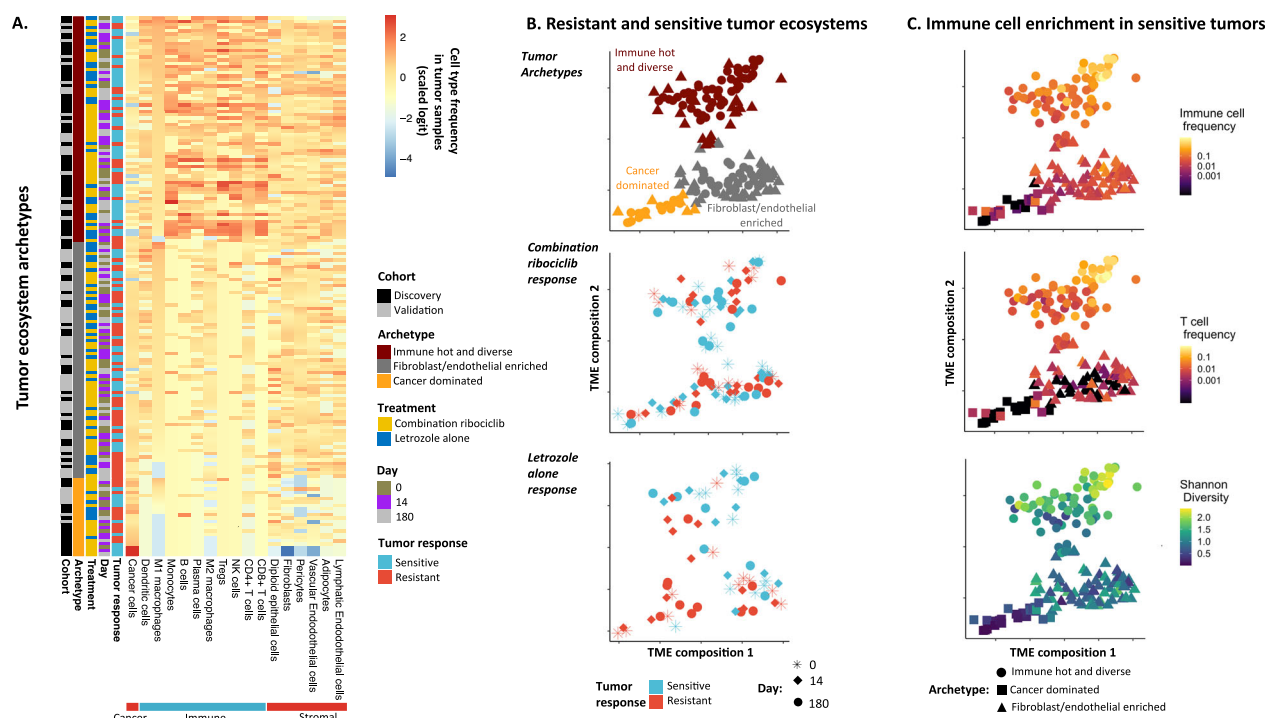 A.
Tumor ecosystem archetypes
2
0
−2
−4
Cell type frequency
in tumor samples
(scaled logit)
Cohort
Discovery
Validation
Archetype
Immune hot and diverse
Fibroblast/endothelial enriched
Cancer dominated
Treatment
Combination ribociclib
Letrozole alone
Day
0
14
180
Tumor response
Sensitive
Resistant
Cohort
Archetype
Treatment
Day
Tumor response
Cancer cells
Dendritic cells
M1 macrophages
Monocytes
B cells
Plasma cells
M2 macrophages
Tregs
NK cells
CD4+ T cells
CD8+ T cells
Diploid epithelial cells
Fibroblasts
Pericytes
Vascular Endodothelial cells
Adipocytes
Lymphatic Endodothelial cells
Cancer
Immune
Stromal
B. Resistant and sensitive tumor ecosystems
Tumor
Archetypes
Immune hot
and diverse
Cancer
dominated
Fibroblast/endothelial
enriched
Combination
ribociclib
response
TME composition 2
Letrozole
alone
response
TME composition 1
Tumor
response
Sensitive
Resistant
Day:
0
14
180
C. Immune cell enrichment in sensitive tumors
Immune cell
frequency
0.1
0.01
0.001
TME composition 2
T cell
frequency
0.1
0.01
0.001
Shannon
Diversity
2.0
1.5
1.0
0.5
TME composition 1
Archetype:
Immune hot and diverse
Cancer dominated
Fibroblast/endothelial enriched